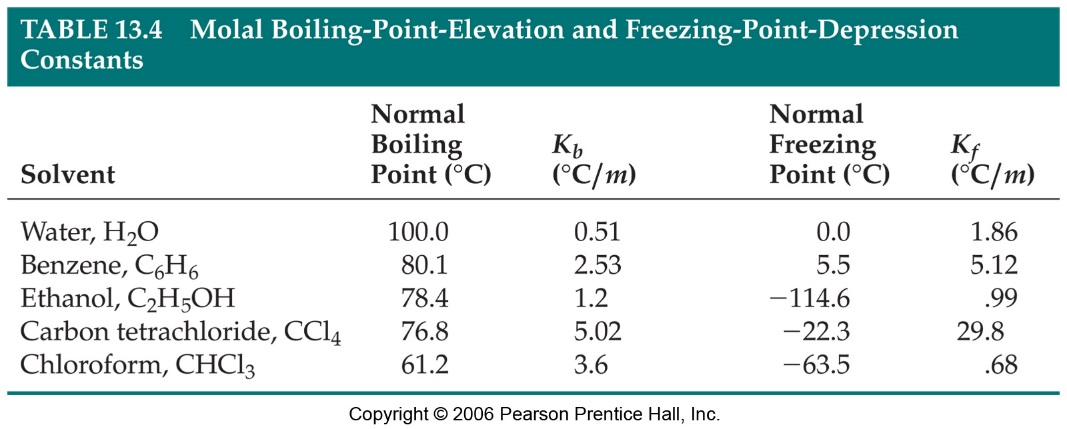 TABLE 13.4 Molal Boiling-Point-Elevation and Freezing-Point-Depression
Constants
Normal Normal
Boiling Kb Freezing Kf
Solvent Point (°C) (°C/m) Point (°C) (°C/m)
Water, H₂O 100.0 0.51 0.0 1.86
Benzene, C₆H₆ 80.1 2.53 5.5 5.12
Ethanol, C₂H₅OH 78.4 1.2 −114.6 .99
Carbon tetrachloride, CCl₄ 76.8 5.02 −22.3 29.8
Chloroform, CHCl₃ 61.2 3.6 −63.5 .68
Copyright © 2006 Pearson Prentice Hall, Inc.